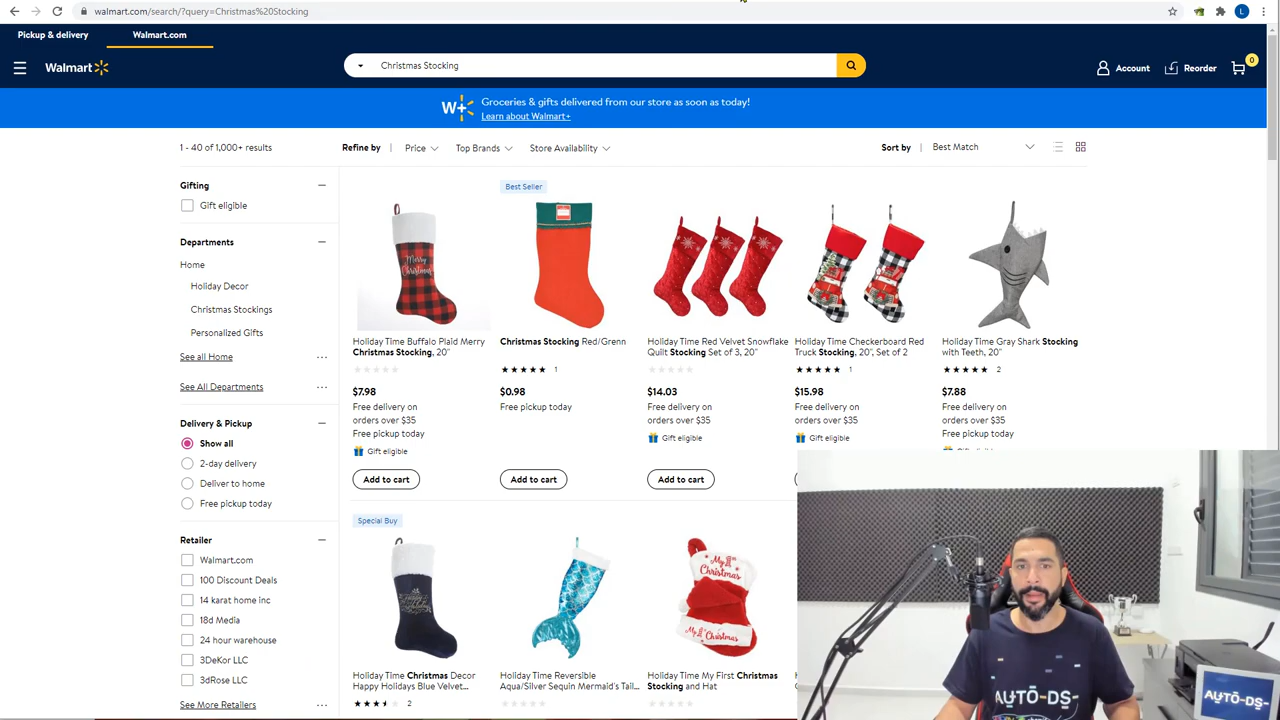 walmart.com/search/?query=Christmas%20Stocking
L
Pickup & delivery
Walmart.com
Walmart
Christmas Stocking
Account
Reorder
0
W+
Groceries & gifts delivered from our store as soon as today!
Learn about Walmart+
1 - 40 of 1,000+ results
Refine by
Price
Top Brands
Store Availability
Sort by
Best Match
Gifting
Gift eligible
Departments
Home
Holiday Decor
Christmas Stockings
Personalized Gifts
See all Home
See All Departments
Delivery & Pickup
Show all
2-day delivery
Deliver to home
Free pickup today
Retailer
Walmart.com
100 Discount Deals
14 karat home inc
18d Media
24 hour warehouse
3DeKor LLC
3dRose LLC
See More Retailers
Merry
Christmas
Holiday Time Buffalo Plaid Merry
Christmas Stocking, 20"
$7.98
Free delivery on
orders over $35
Free pickup today
Gift eligible
Add to cart
Best Seller
Christmas Stocking Red/Grenn
1
$0.98
Free pickup today
Add to cart
Holiday Time Red Velvet Snowflake
Quilt Stocking Set of 3, 20"
$14.03
Free delivery on
orders over $35
Gift eligible
Add to cart
Holiday Time Checkerboard Red
Truck Stocking, 20", Set of 2
1
$15.98
Free delivery on
orders over $35
Gift eligible
Holiday Time Gray Shark Stocking
with Teeth, 20"
2
$7.88
Free delivery on
orders over $35
Free pickup today
Special Buy
Holiday Time Christmas Decor
Happy Holidays Blue Velvet...
2
Holiday Time Reversible
Aqua/Silver Sequin Mermaid's Tail...
My 1st
Christmas
My 1st Christmas
Holiday Time My First Christmas
Stocking and Hat
AUTO-DS
AUTO-DS